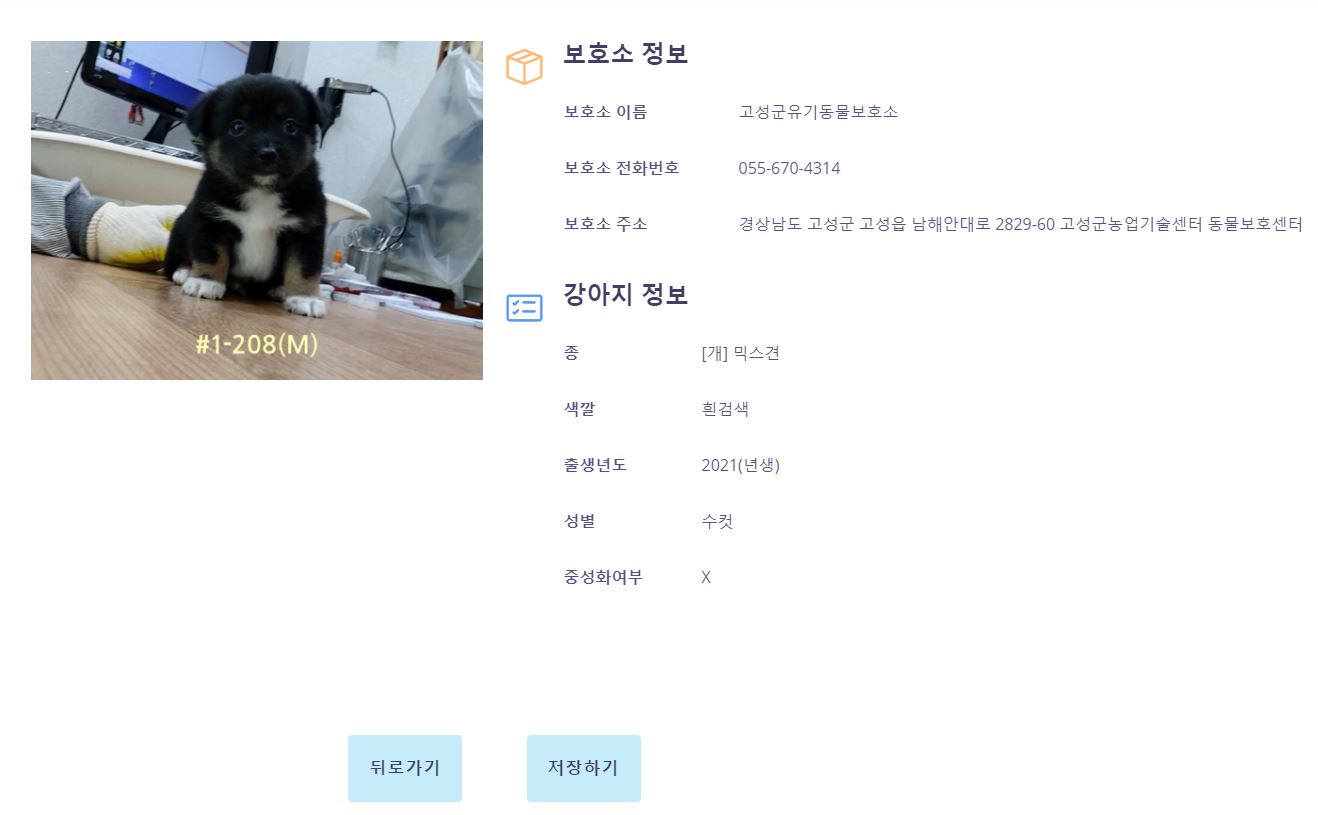 보호소 정보
보호소 이름 고성군유기동물보호소
보호소 전화번호 055-670-4314
보호소 주소 경상남도 고성군 고성읍 남해안대로 2829-60 고성군농업기술센터 동물보호센터
#1-208(M)
강아지 정보
종 [개] 믹스견
색깔 흰검색
출생년도 2021(년생)
성별 수컷
중성화여부 X
뒤로가기
저장하기